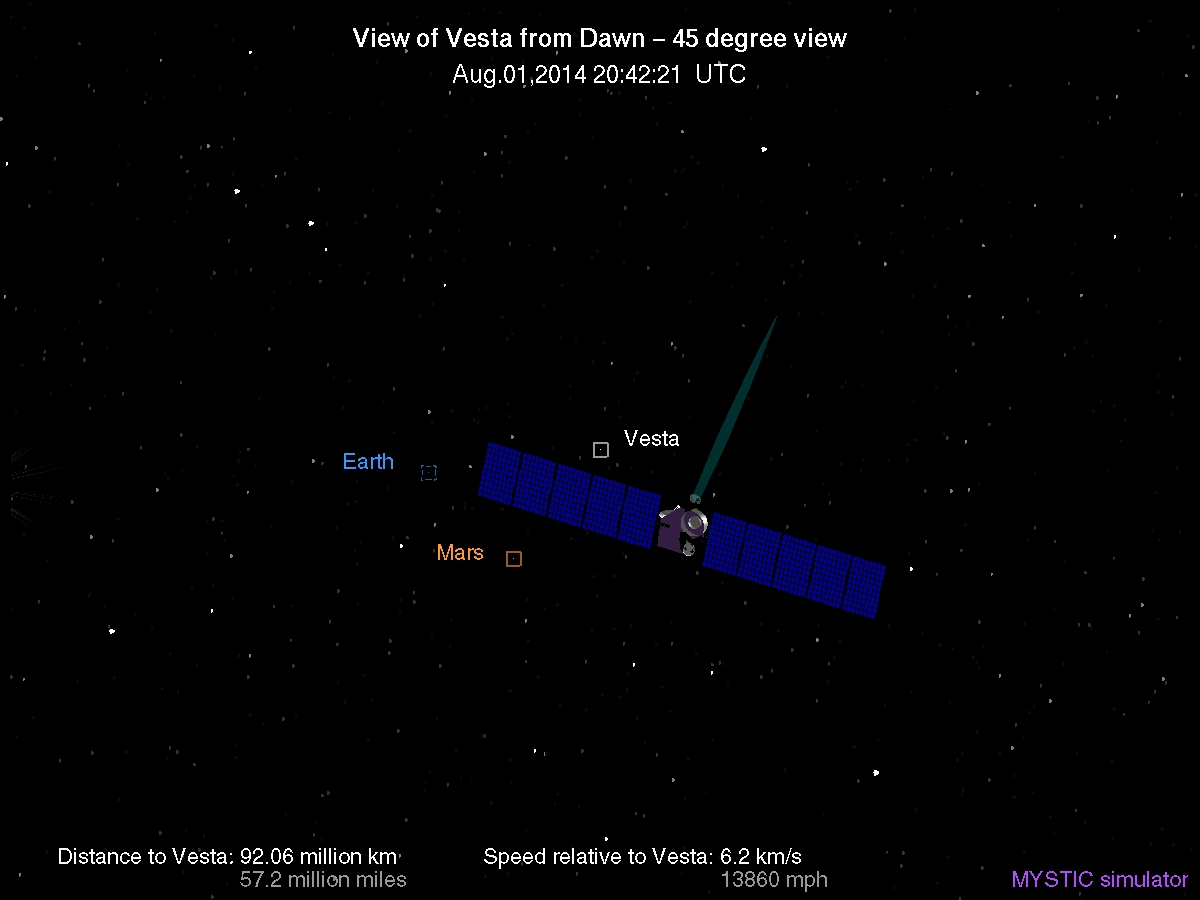 View of Vesta from Dawn – 45 degree view
Aug.01,2014 20:42:21 UTC
Vesta
Earth
Mars
Distance to Vesta: 92.06 million km
57.2 million miles
Speed relative to Vesta: 6.2 km/s
13860 mph
MYSTIC simulator